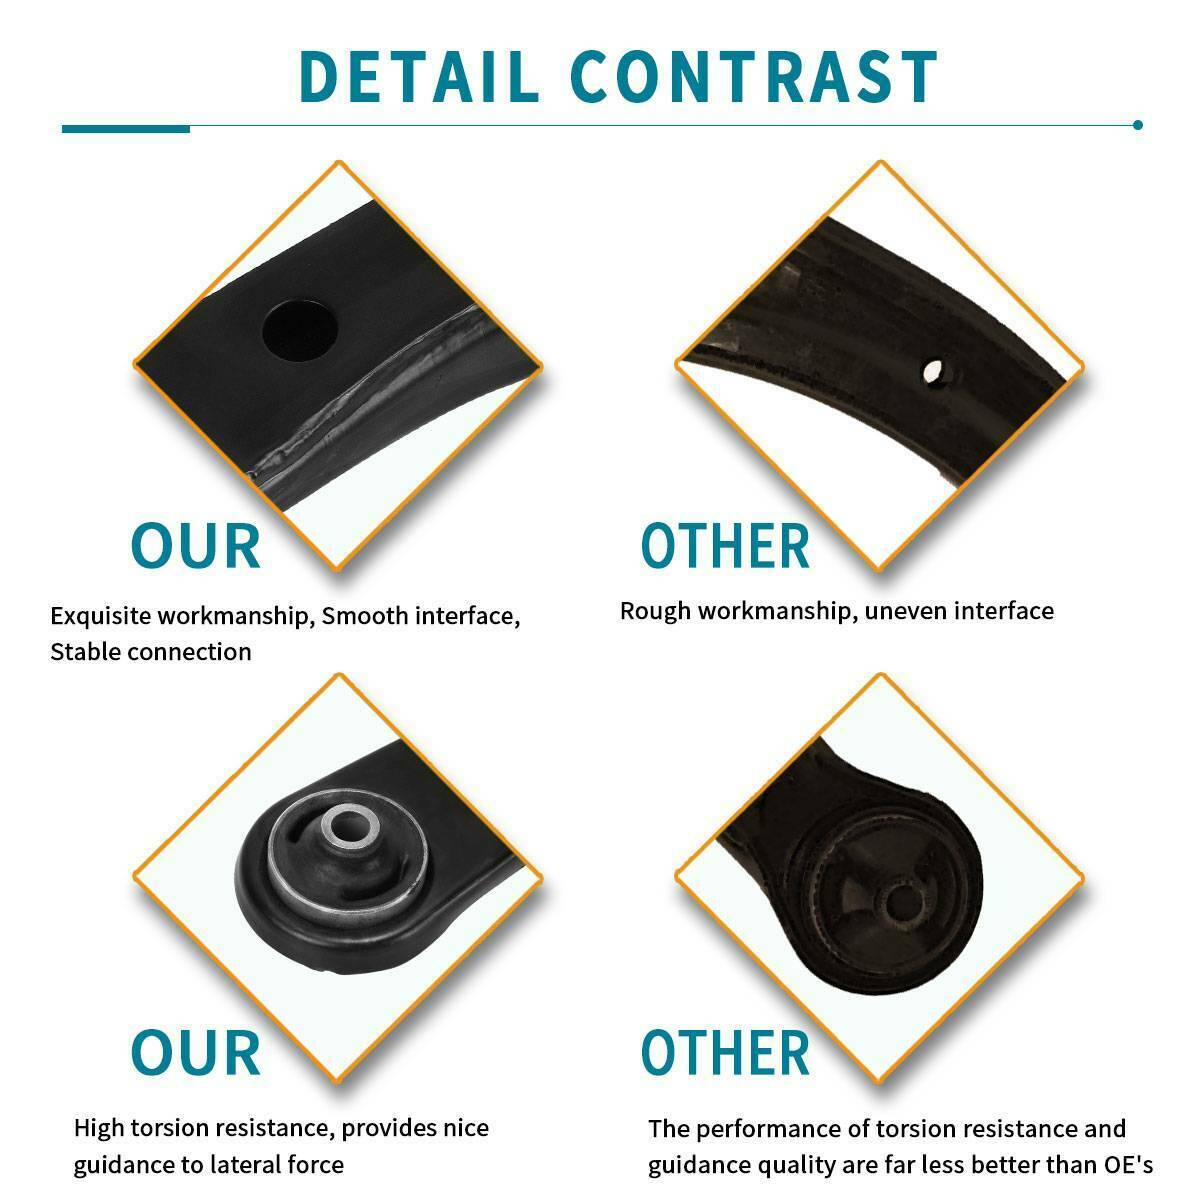 DETAIL CONTRAST
OUR
OTHER
Exquisite workmanship, Smooth interface,
Stable connection
Rough workmanship, uneven interface
OUR
OTHER
High torsion resistance, provides nice
guidance to lateral force
The performance of torsion resistance and
guidance quality are far less better than OE's